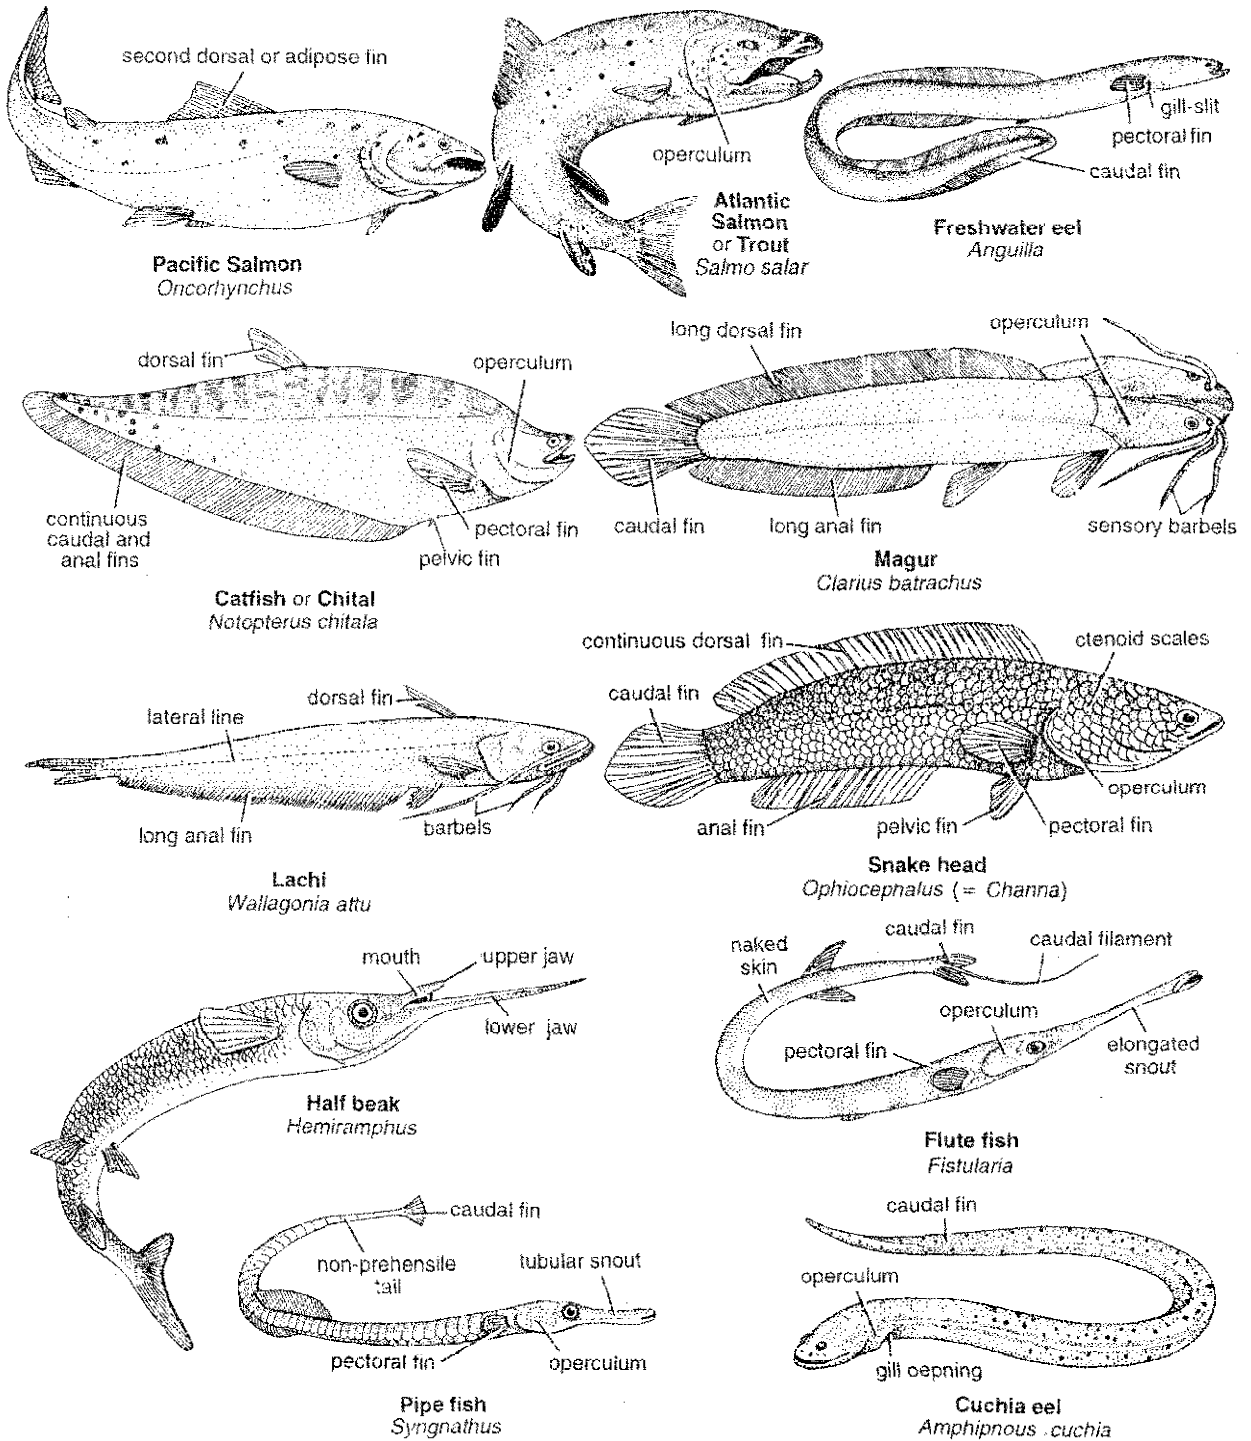 second dorsal or adipose fin
Pacific Salmon
Oncorhynchus
operculum
Atlantic
Salmon
or Trout
Salmo salar
gill-slit
pectoral fin
caudal fin
Freshwater eel
Anguilla
dorsal fin
operculum
continuous
caudal and
anal fins
pectoral fin
pelvic fin
Catfish or Chital
Notopterus chitala
long dorsal fin
operculum
caudal fin
long anal fin
sensory barbels
Magur
Clarius batrachus
dorsal fin
lateral line
long anal fin
barbels
Lachi
Wallagonia attu
continuous dorsal fin
ctenoid scales
caudal fin
operculum
anal fin
pelvic fin
pectoral fin
Snake head
Ophiocephalus (= Channa)
mouth
upper jaw
lower jaw
Half beak
Hemiramphus
naked
skin
caudal fin
caudal filament
operculum
pectoral fin
elongated
snout
Flute fish
Fistularia
caudal fin
non-prehensile
tail
tubular snout
pectoral fin
operculum
Pipe fish
Syngnathus
caudal fin
operculum
gill oepning
Cuchia eel
Amphipnous cuchia